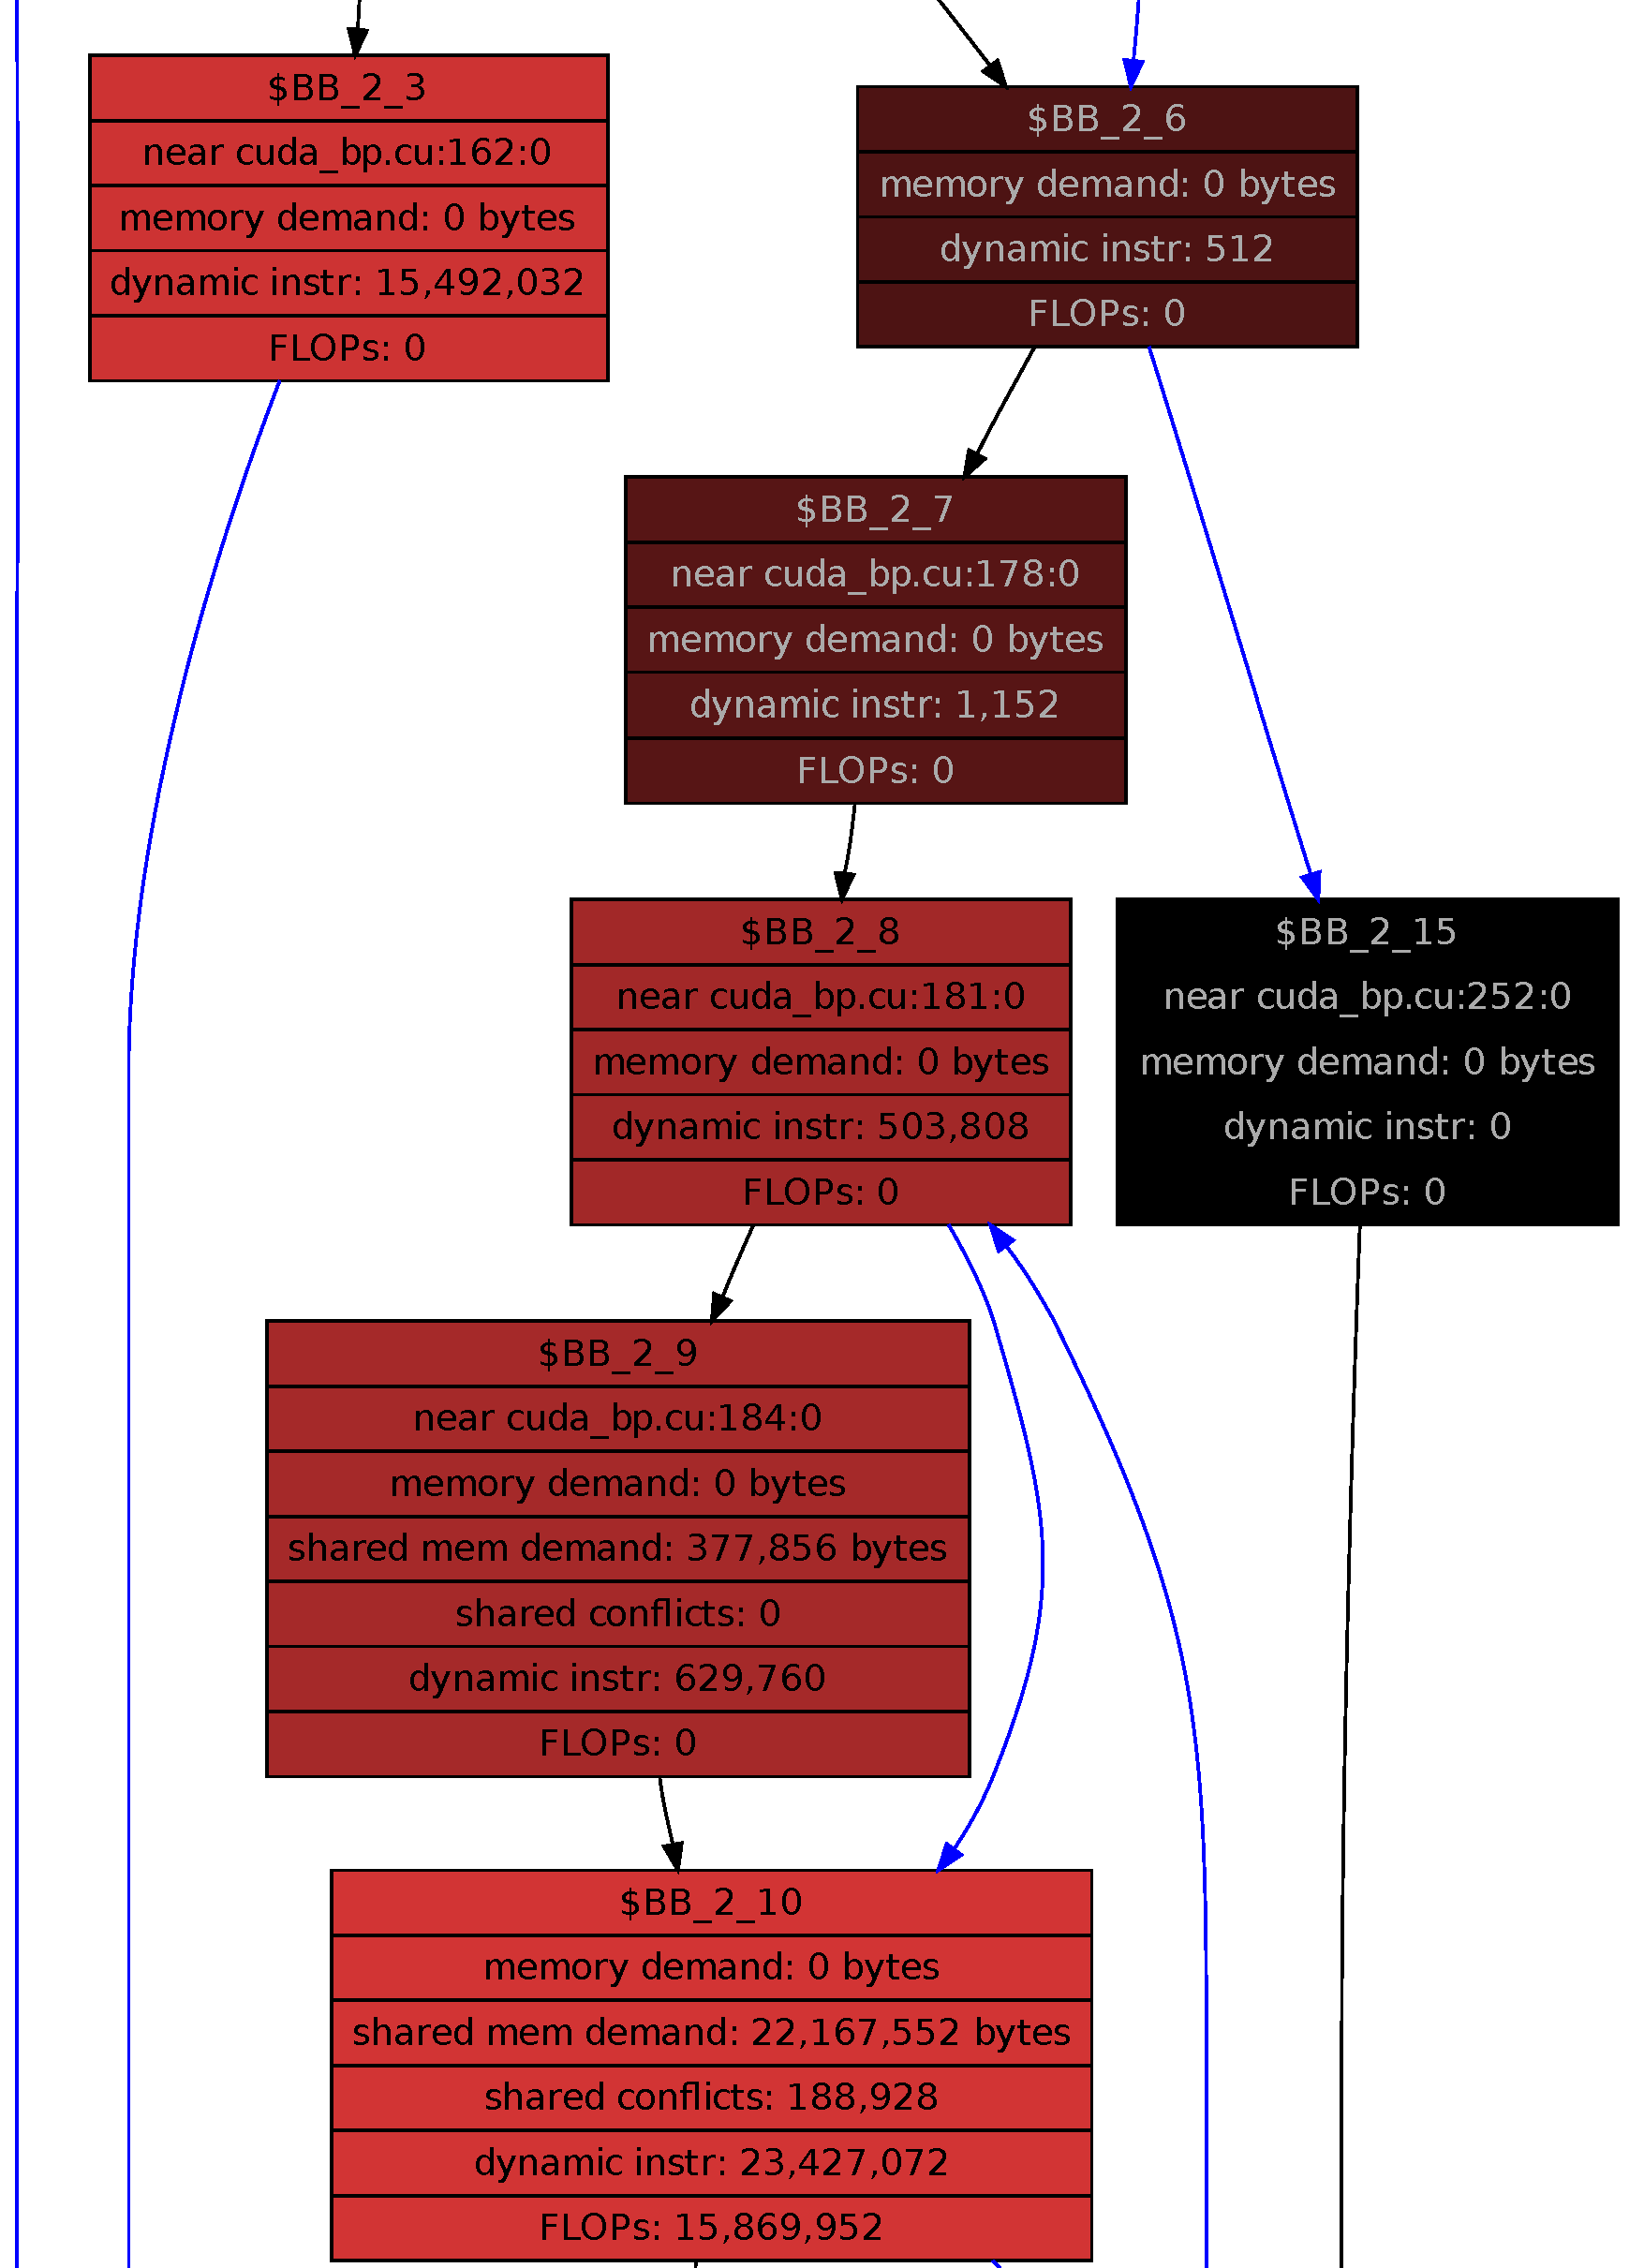 $BB_2_3
near cuda_bp.cu:162:0
memory demand: 0 bytes
dynamic instr: 15,492,032
FLOPs: 0
$BB_2_6
memory demand: 0 bytes
dynamic instr: 512
FLOPs: 0
$BB_2_7
near cuda_bp.cu:178:0
memory demand: 0 bytes
dynamic instr: 1,152
FLOPs: 0
$BB_2_8
near cuda_bp.cu:181:0
memory demand: 0 bytes
dynamic instr: 503,808
FLOPs: 0
$BB_2_15
near cuda_bp.cu:252:0
memory demand: 0 bytes
dynamic instr: 0
FLOPs: 0
$BB_2_9
near cuda_bp.cu:184:0
memory demand: 0 bytes
shared mem demand: 377,856 bytes
shared conflicts: 0
dynamic instr: 629,760
FLOPs: 0
$BB_2_10
memory demand: 0 bytes
shared mem demand: 22,167,552 bytes
shared conflicts: 188,928
dynamic instr: 23,427,072
FLOPs: 15,869,952